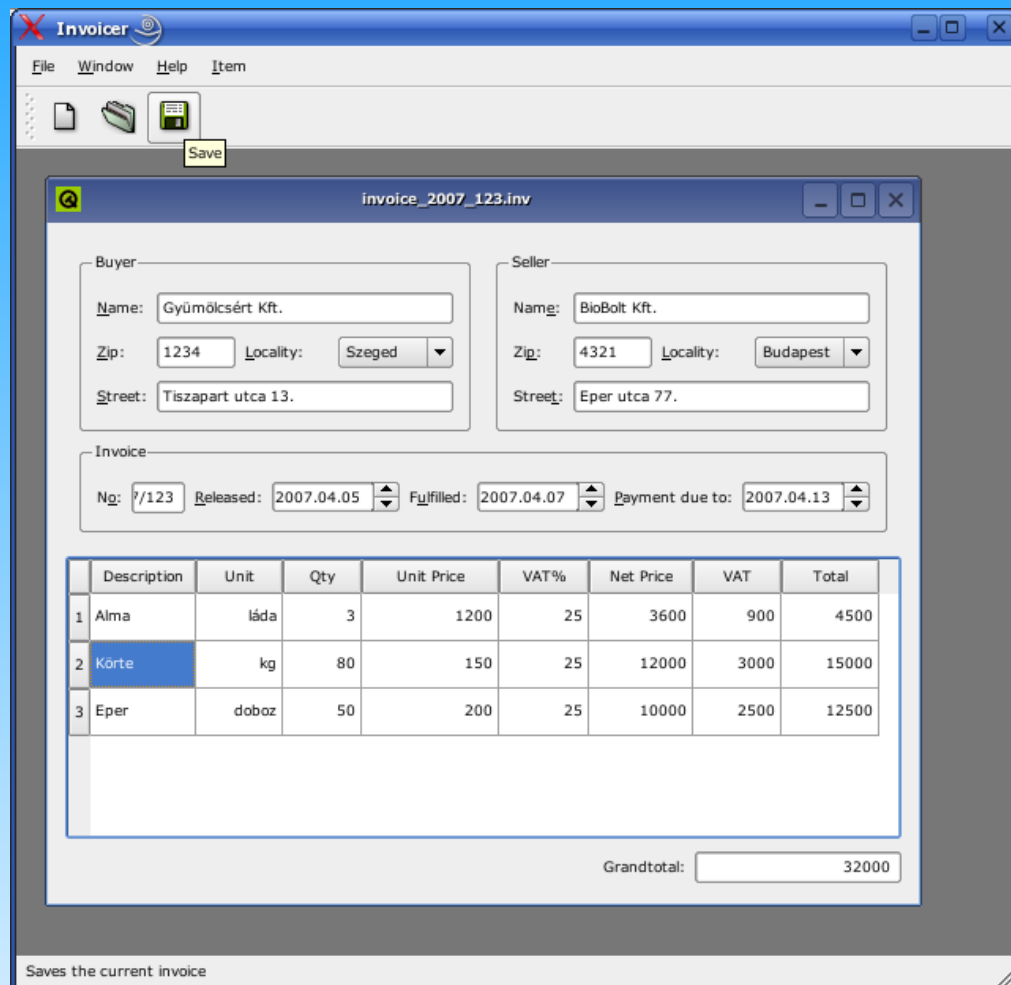 Invoicer
File Window Help Item
Save
invoice_2007_123.inv
Buyer
Name: Gyümölcsért Kft.
Zip: 1234 Locality: Szeged
Street: Tiszapart utca 13.
Seller
Name: BioBolt Kft.
Zip: 4321 Locality: Budapest
Street: Eper utca 77.
Invoice
No: /123 Released: 2007.04.05 Fulfilled: 2007.04.07 Payment due to: 2007.04.13
Description Unit Qty Unit Price VAT% Net Price VAT Total
1 Alma láda 3 1200 25 3600 900 4500
2 Körte kg 80 150 25 12000 3000 15000
3 Eper doboz 50 200 25 10000 2500 12500
Grandtotal: 32000
Saves the current invoice